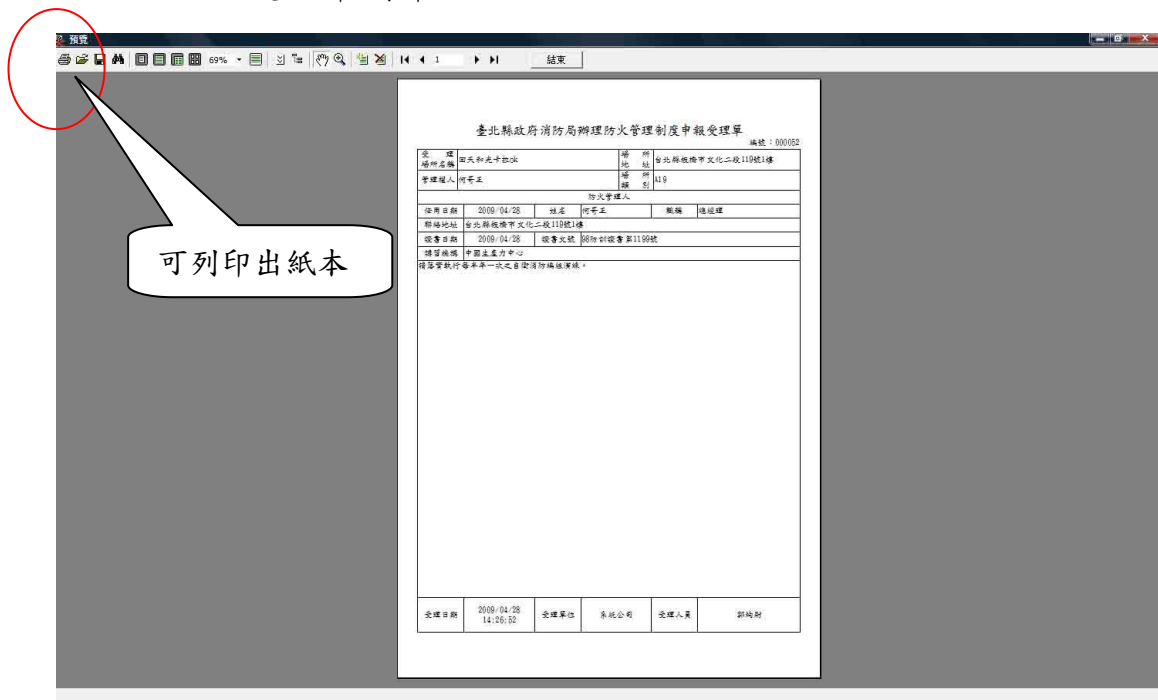 預覽
69%
1
結束
可列印出紙本
臺北縣政府消防局辦理防火管理制度申報受理單
編號：000052
受理場所名稱 回天和光卡拉ok 場所地址 台北縣板橋市文化二段119號1樓
管理權人 何哥王 場所類別 A19
防火管理人
任用日期 2009/04/28 姓名 何哥王 職稱 總經理
聯絡地址 台北縣板橋市文化二段119號1樓
證書日期 2009/04/28 證書文號 98防訓證書第1199號
講習機構 中國生產力中心
請落實執行每半年一次之自衛消防編組演練。
受理日期 2009/04/28 14:26:52 受理單位 系統公司 受理人員